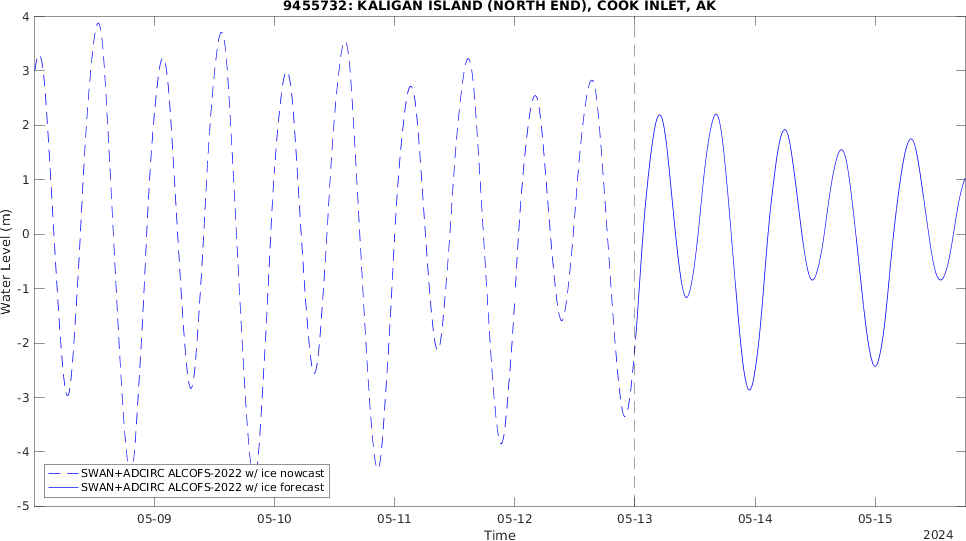 9455732: KALIGAN ISLAND (NORTH END), COOK INLET, AK
4
3
2
1
0
-1
-2
-3
-4
-5
Water Level (m)
SWAN+ADCIRC ALCOFS-2022 w/ ice nowcast
SWAN+ADCIRC ALCOFS-2022 w/ ice forecast
05-09 05-10 05-11 05-12 05-13 05-14 05-15
Time
2024